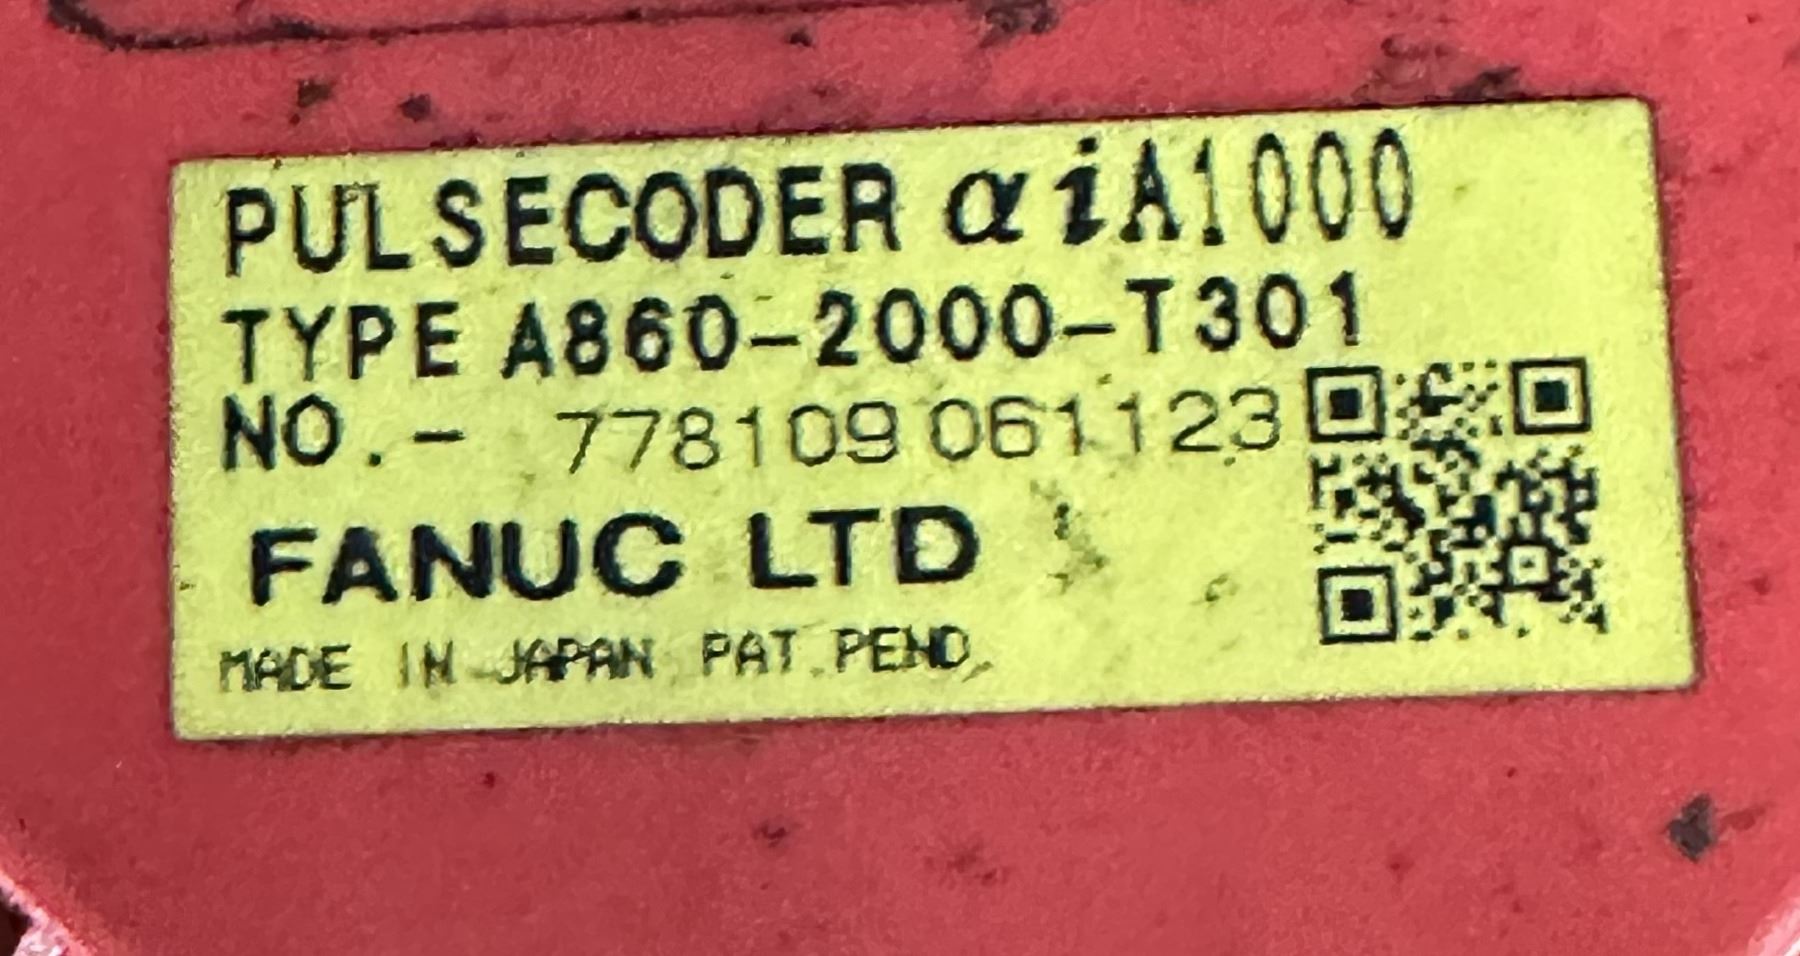 PULSECODER αiA1000
TYPE A860-2000-T301
NO.- 778109 061123
FANUC LTD
MADE IN JAPAN PAT.PEND.